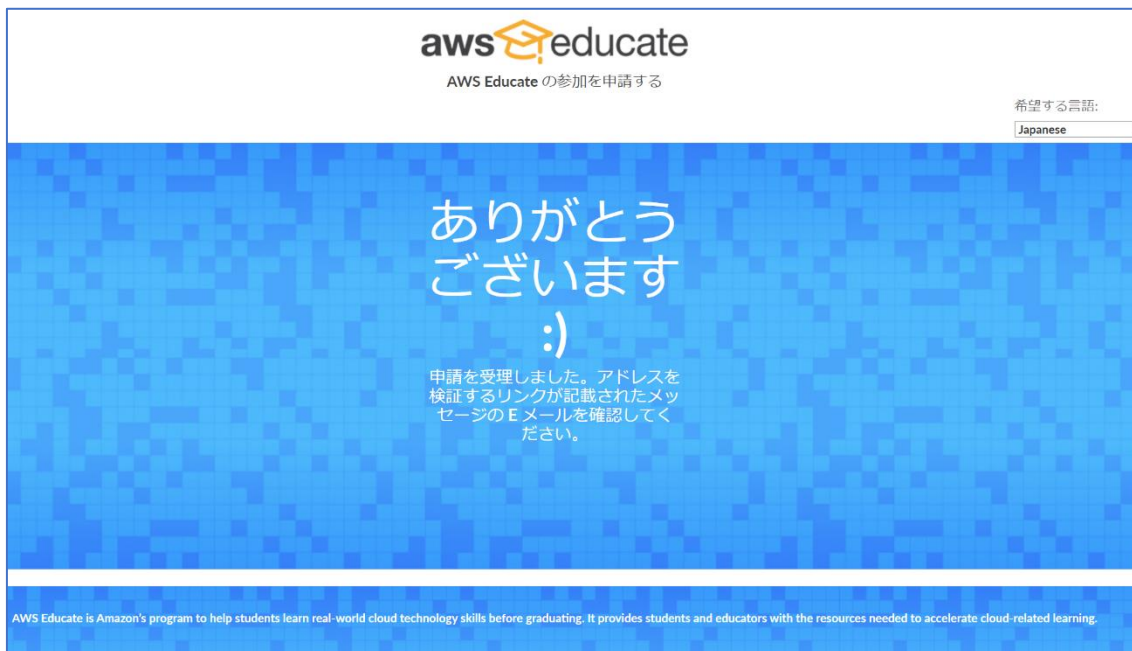 aws educate
AWS Educate の参加を申請する
希望する言語:
Japanese
ありがとう
ございます
:)
申請を受理しました。アドレスを
検証するリンクが記載されたメッ
セージの E メールを確認してく
ださい。
AWS Educate is Amazon's program to help students learn real-world cloud technology skills before graduating. It provides students and educators with the resources needed to accelerate cloud-related learning.